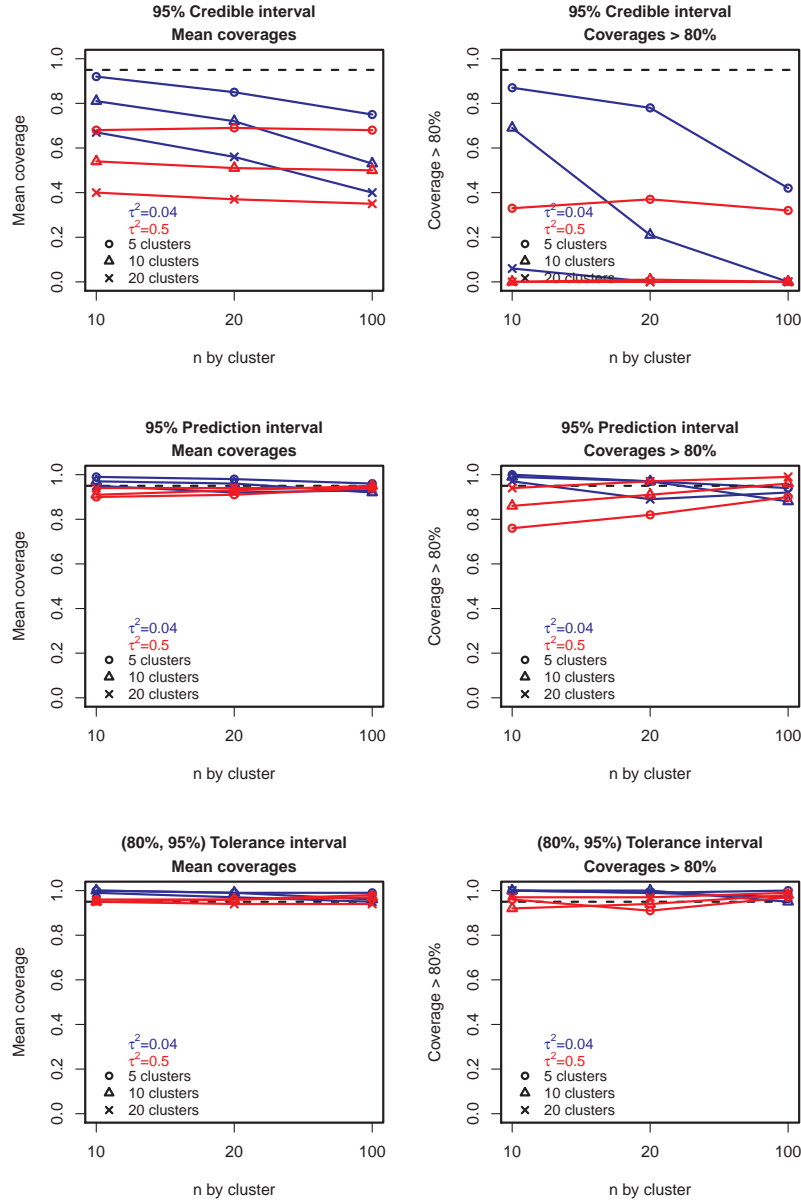 95% Credible interval
Mean coverages
Mean coverage
1.0
0.8
0.6
0.4
0.2
0.0
τ²=0.04
τ²=0.5
5 clusters
10 clusters
20 clusters
10 20 100
n by cluster
95% Credible interval
Coverages > 80%
Coverage > 80%
1.0
0.8
0.6
0.4
0.2
0.0
τ²=0.04
τ²=0.5
5 clusters
10 clusters
20 clusters
10 20 100
n by cluster
95% Prediction interval
Mean coverages
Mean coverage
1.0
0.8
0.6
0.4
0.2
0.0
τ²=0.04
τ²=0.5
5 clusters
10 clusters
20 clusters
10 20 100
n by cluster
95% Prediction interval
Coverages > 80%
Coverage > 80%
1.0
0.8
0.6
0.4
0.2
0.0
τ²=0.04
τ²=0.5
5 clusters
10 clusters
20 clusters
10 20 100
n by cluster
(80%, 95%) Tolerance interval
Mean coverages
Mean coverage
1.0
0.8
0.6
0.4
0.2
0.0
τ²=0.04
τ²=0.5
5 clusters
10 clusters
20 clusters
10 20 100
n by cluster
(80%, 95%) Tolerance interval
Coverages > 80%
Coverage > 80%
1.0
0.8
0.6
0.4
0.2
0.0
τ²=0.04
τ²=0.5
5 clusters
10 clusters
20 clusters
10 20 100
n by cluster